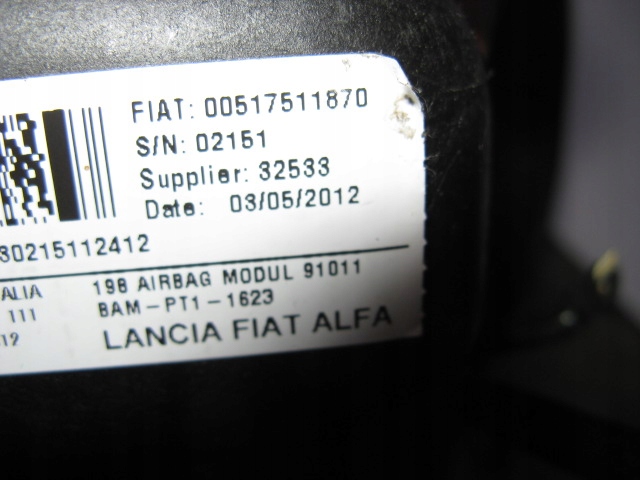 FIAT: 00517511870
S/N: 02151
Supplier: 32533
Date: 03/05/2012
30215112412
ALIA
198 AIRBAG MODUL 91011
111
BAM-PT1-1623
12
LANCIA FIAT ALFA